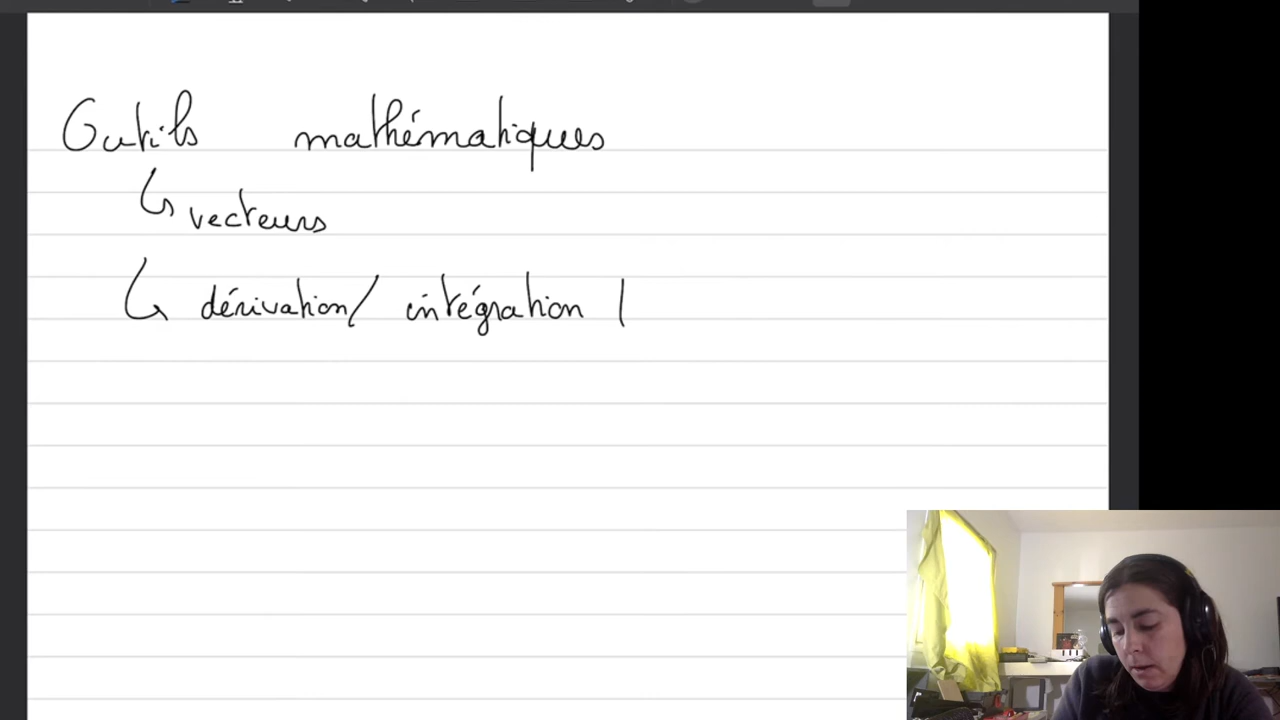 Outils mathématiques
↳ vecteurs
↳ dérivation / intégration |